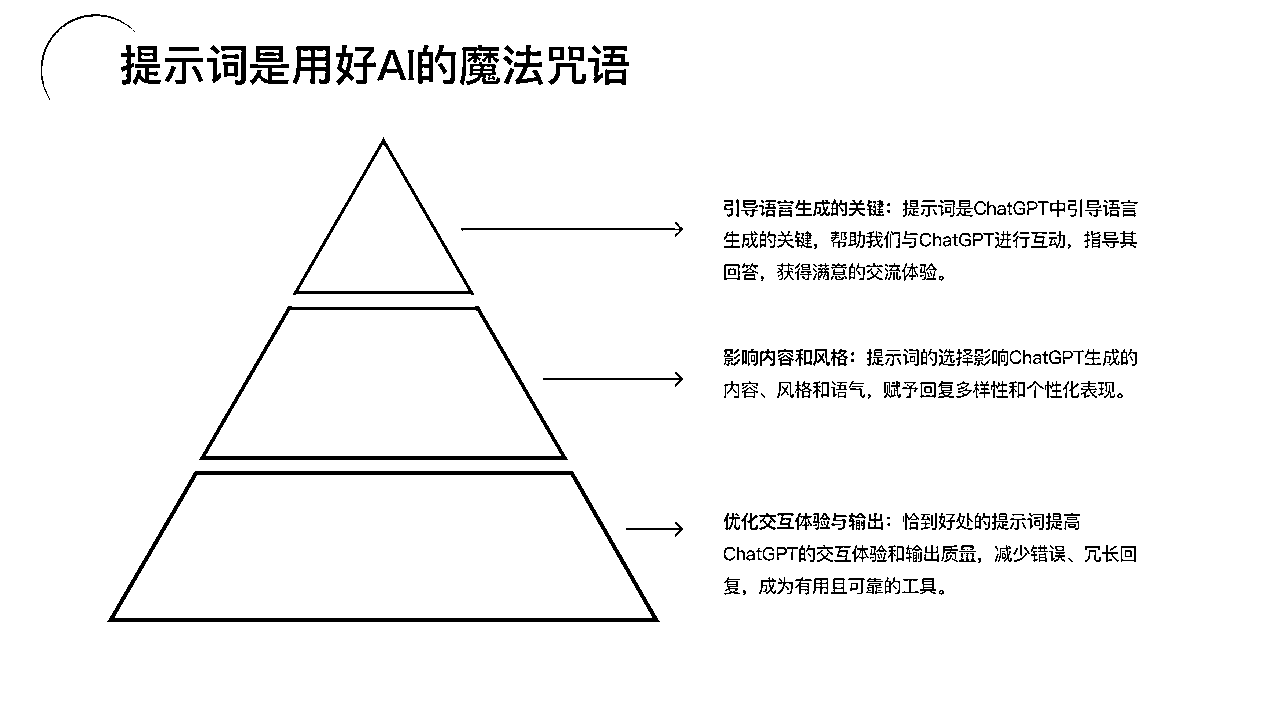 提示词是用好AI的魔法咒语
引导语言生成的关键：提示词是ChatGPT中引导语言
生成的关键，帮助我们与ChatGPT进行互动，指导其
回答，获得满意的交流体验。
影响内容和风格：提示词的选择影响ChatGPT生成的
内容、风格和语气，赋予回复多样性和个性化表现。
优化交互体验与输出：恰到好处的提示词提高
ChatGPT的交互体验和输出质量，减少错误、冗长回
复，成为有用且可靠的工具。